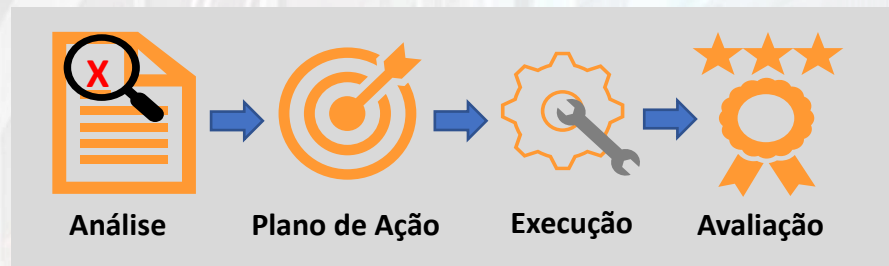 X
Análise
Plano de Ação
Execução
Avaliação